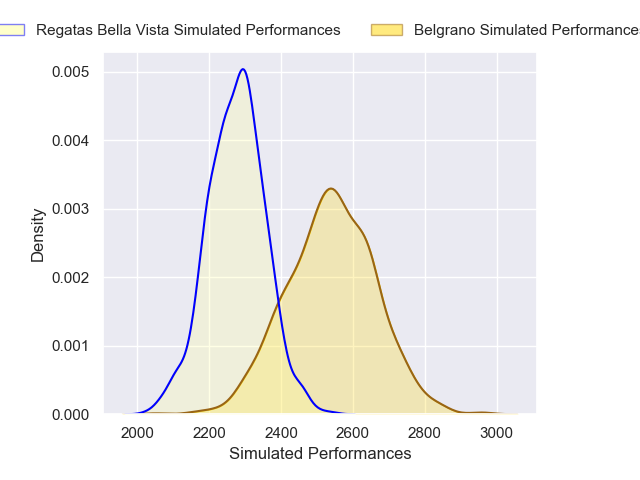 Regatas Bella Vista Simulated Performances
Belgrano Simulated Performance
0.005
0.004
0.003
0.002
0.001
0.000
Density
2000 2200 2400 2600 2800 3000
Simulated Performances